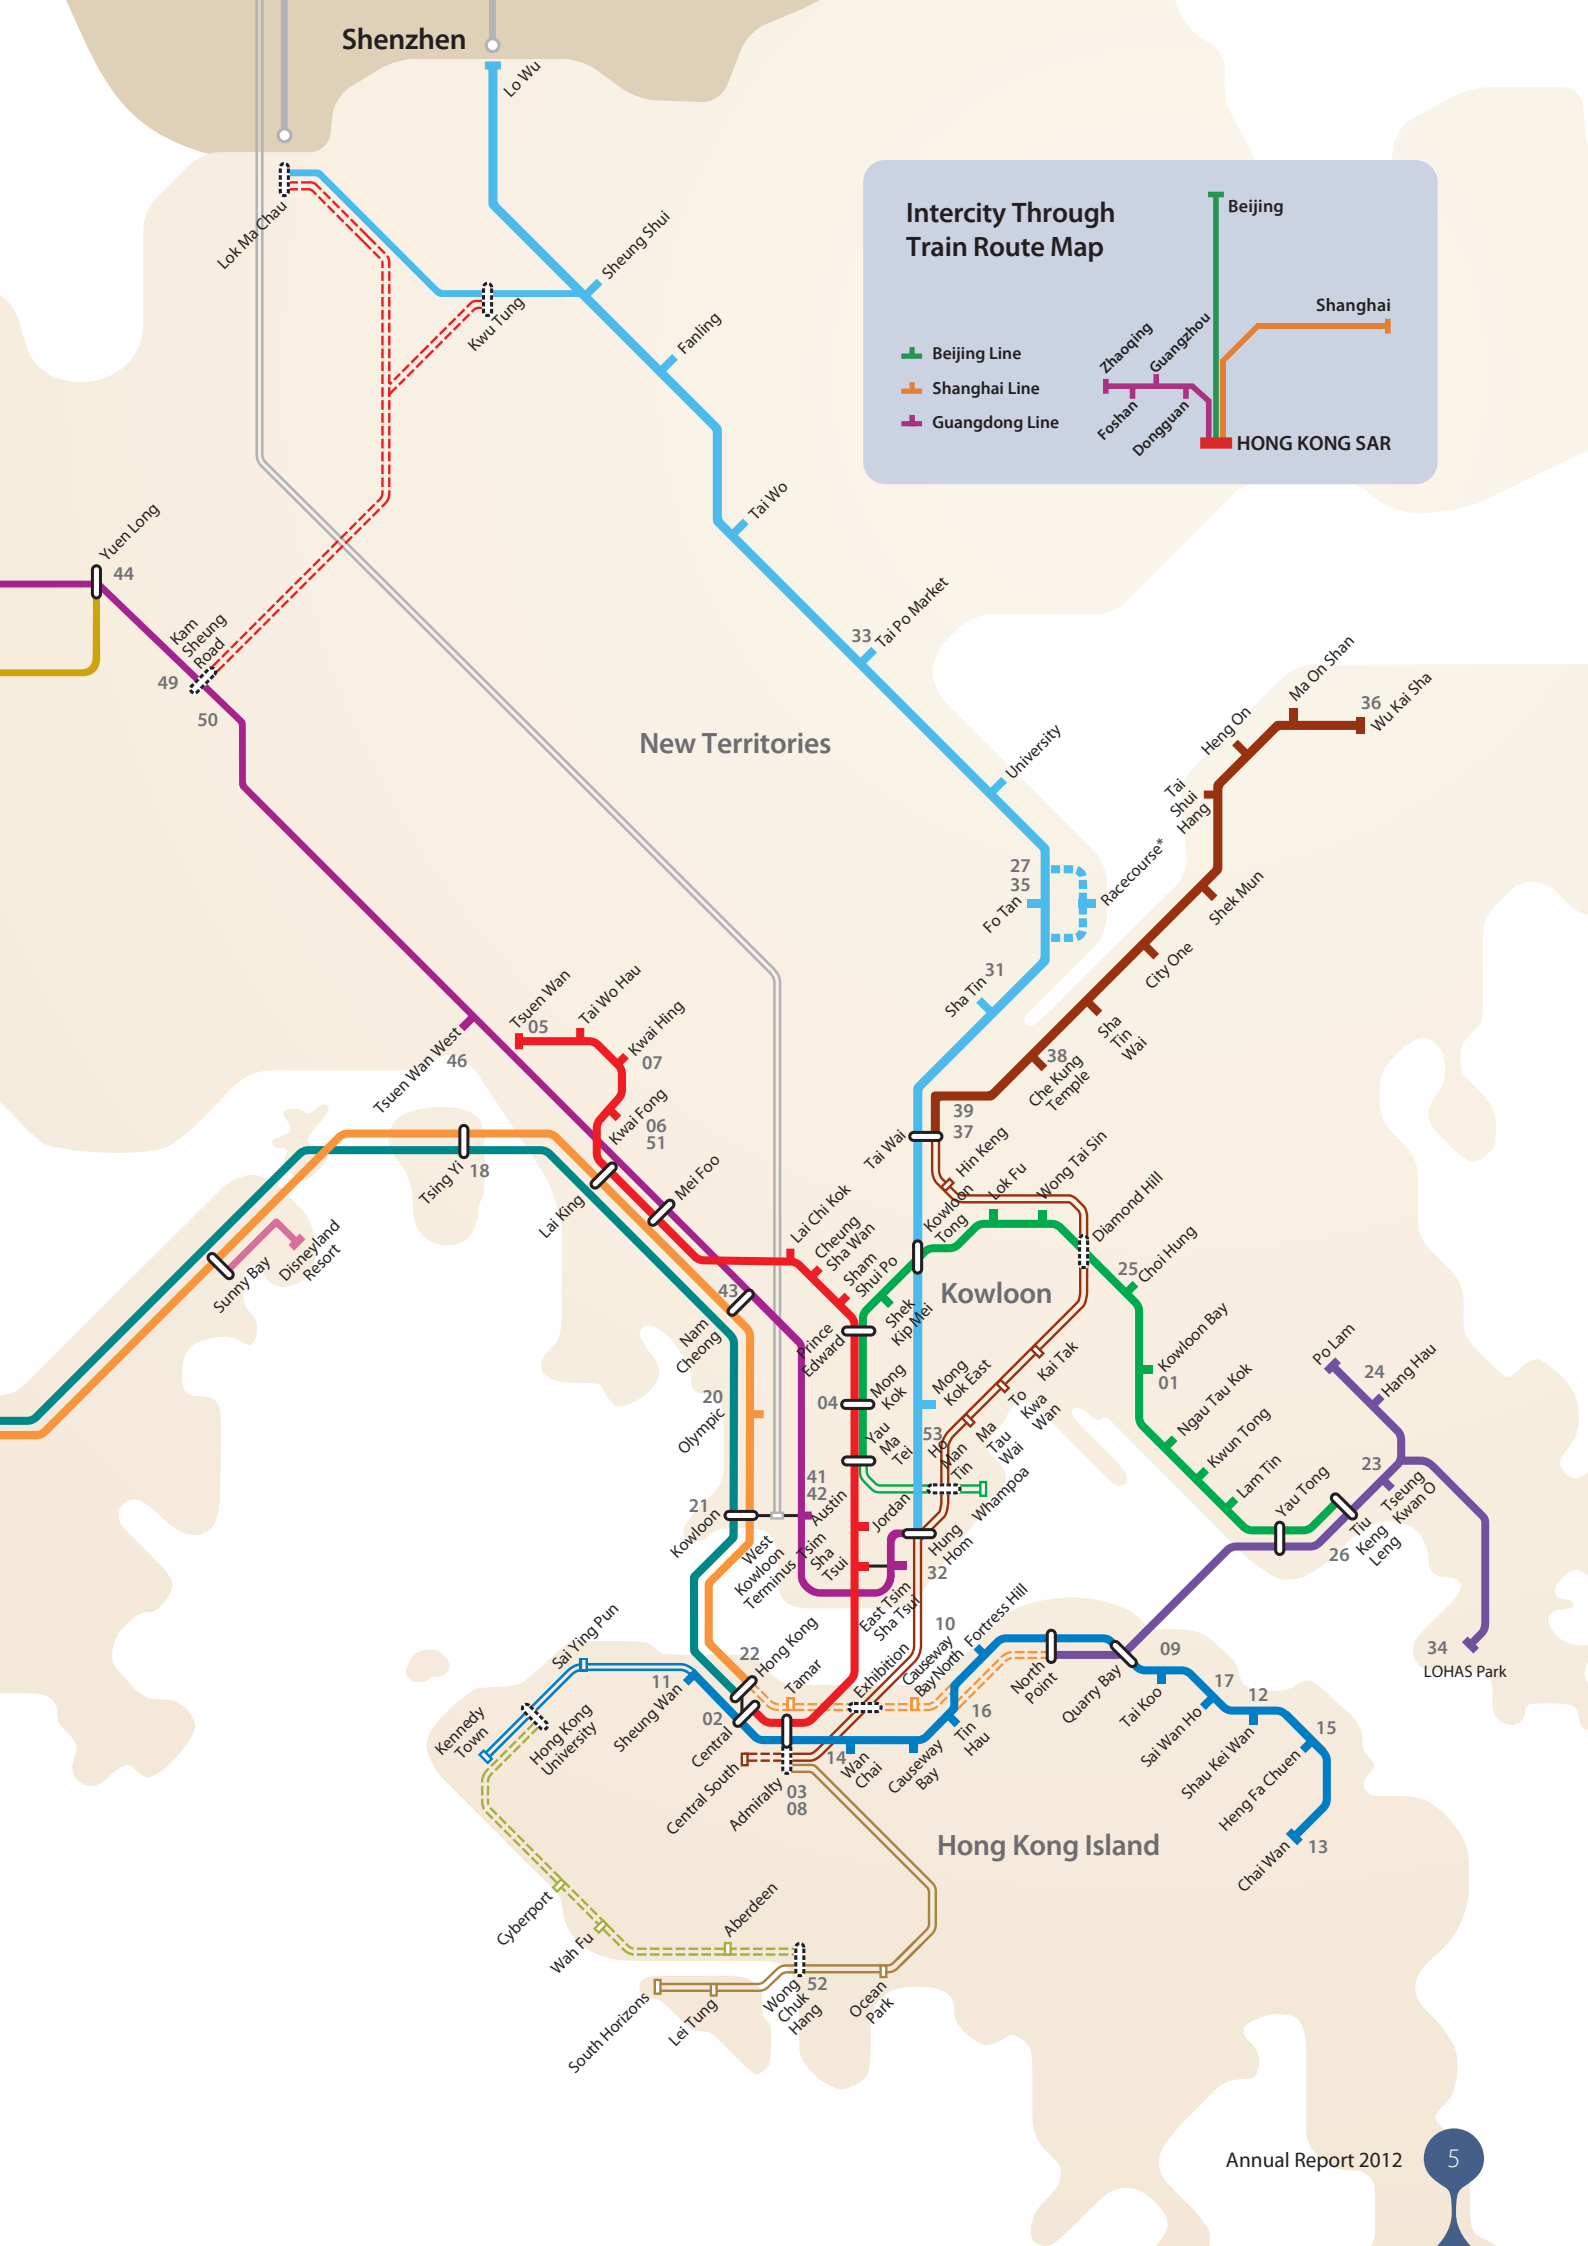 Shenzhen
Lo Wu
Lok Ma Chau
Sheung Shui
Kwu Tung
Fanling
Intercity Through
Train Route Map
Beijing
Shanghai
Zhaoqing
Guangzhou
Foshan
Dongguan
Beijing Line
Shanghai Line
Guangdong Line
HONG KONG SAR
Tai Wo
Yuen Long
44
Kam
Sheung
Road
49
50
33
Tai Po Market
New Territories
University
Ma On Shan
36
Wu Kai Sha
Heng On
Tai
Shui
Hang
27
35
Fo Tan
Racecourse*
Shek Mun
City One
31
Sha Tin
Sha
Tin
Wai
38
Che Kung
Temple
39
37
Tai Wai
Hin Keng
Tsuen Wan West
46
Tsuen Wan
05
Tai Wo Hau
Kwai Hing
07
Kwai Fong
06
51
Tsing Yi
18
Lai King
Mei Foo
Sunny Bay
Disneyland
Resort
Lai Chi Kok
Cheung
Sha Wan
Sham
Shui Po
Kowloon
Tong
Lok Fu
Wong Tai Sin
Diamond Hill
25
Choi Hung
Kowloon
Shek
Kip Mei
43
Nam
Cheong
Prince
Edward
Kowloon Bay
01
Kai Tak
To
Kwa
Wan
Ma
Tau
Wai
Mong
Kok East
Mong
Kok
04
20
Olympic
Yau
Ma
Tei
53
Ho
Man
Tin
Whampoa
Ngau Tau Kok
Kwun Tong
Lam Tin
Yau Tong
Po Lam
24
Hang Hau
23
Tseung
Kwan O
Tiu
Keng
Leng
26
34
LOHAS Park
41
42
Austin
21
Kowloon
West
Kowloon
Terminus
Jordan
Tsim
Sha
Tsui
Hung
Hom
32
East Tsim
Sha Tsui
Sai Ying Pun
Kennedy
Town
Hong Kong
University
11
Sheung Wan
22
Hong Kong
02
Central
Tamar
Exhibition
10
Causeway
Bay North
Fortress Hill
North
Point
Quarry Bay
09
Tai Koo
17
Sai Wan Ho
12
Shau Kei Wan
15
Heng Fa Chuen
Chai Wan
13
16
Tin
Hau
Causeway
Bay
14
Wan
Chai
Central South
Admiralty
03
08
Hong Kong Island
Cyberport
Wah Fu
Aberdeen
52
Wong
Chuk
Hang
Ocean
Park
Lei Tung
South Horizons
Annual Report 2012
5